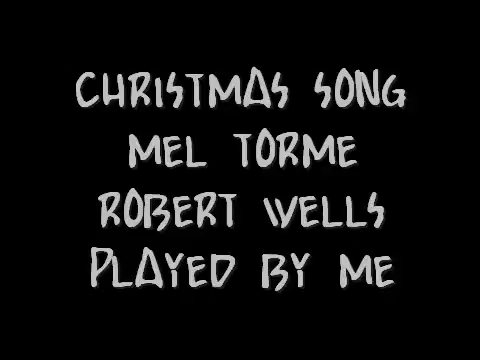 CHRISTMAS SONG
MEL TORME
ROBERT WELLS
PLAYED BY ME